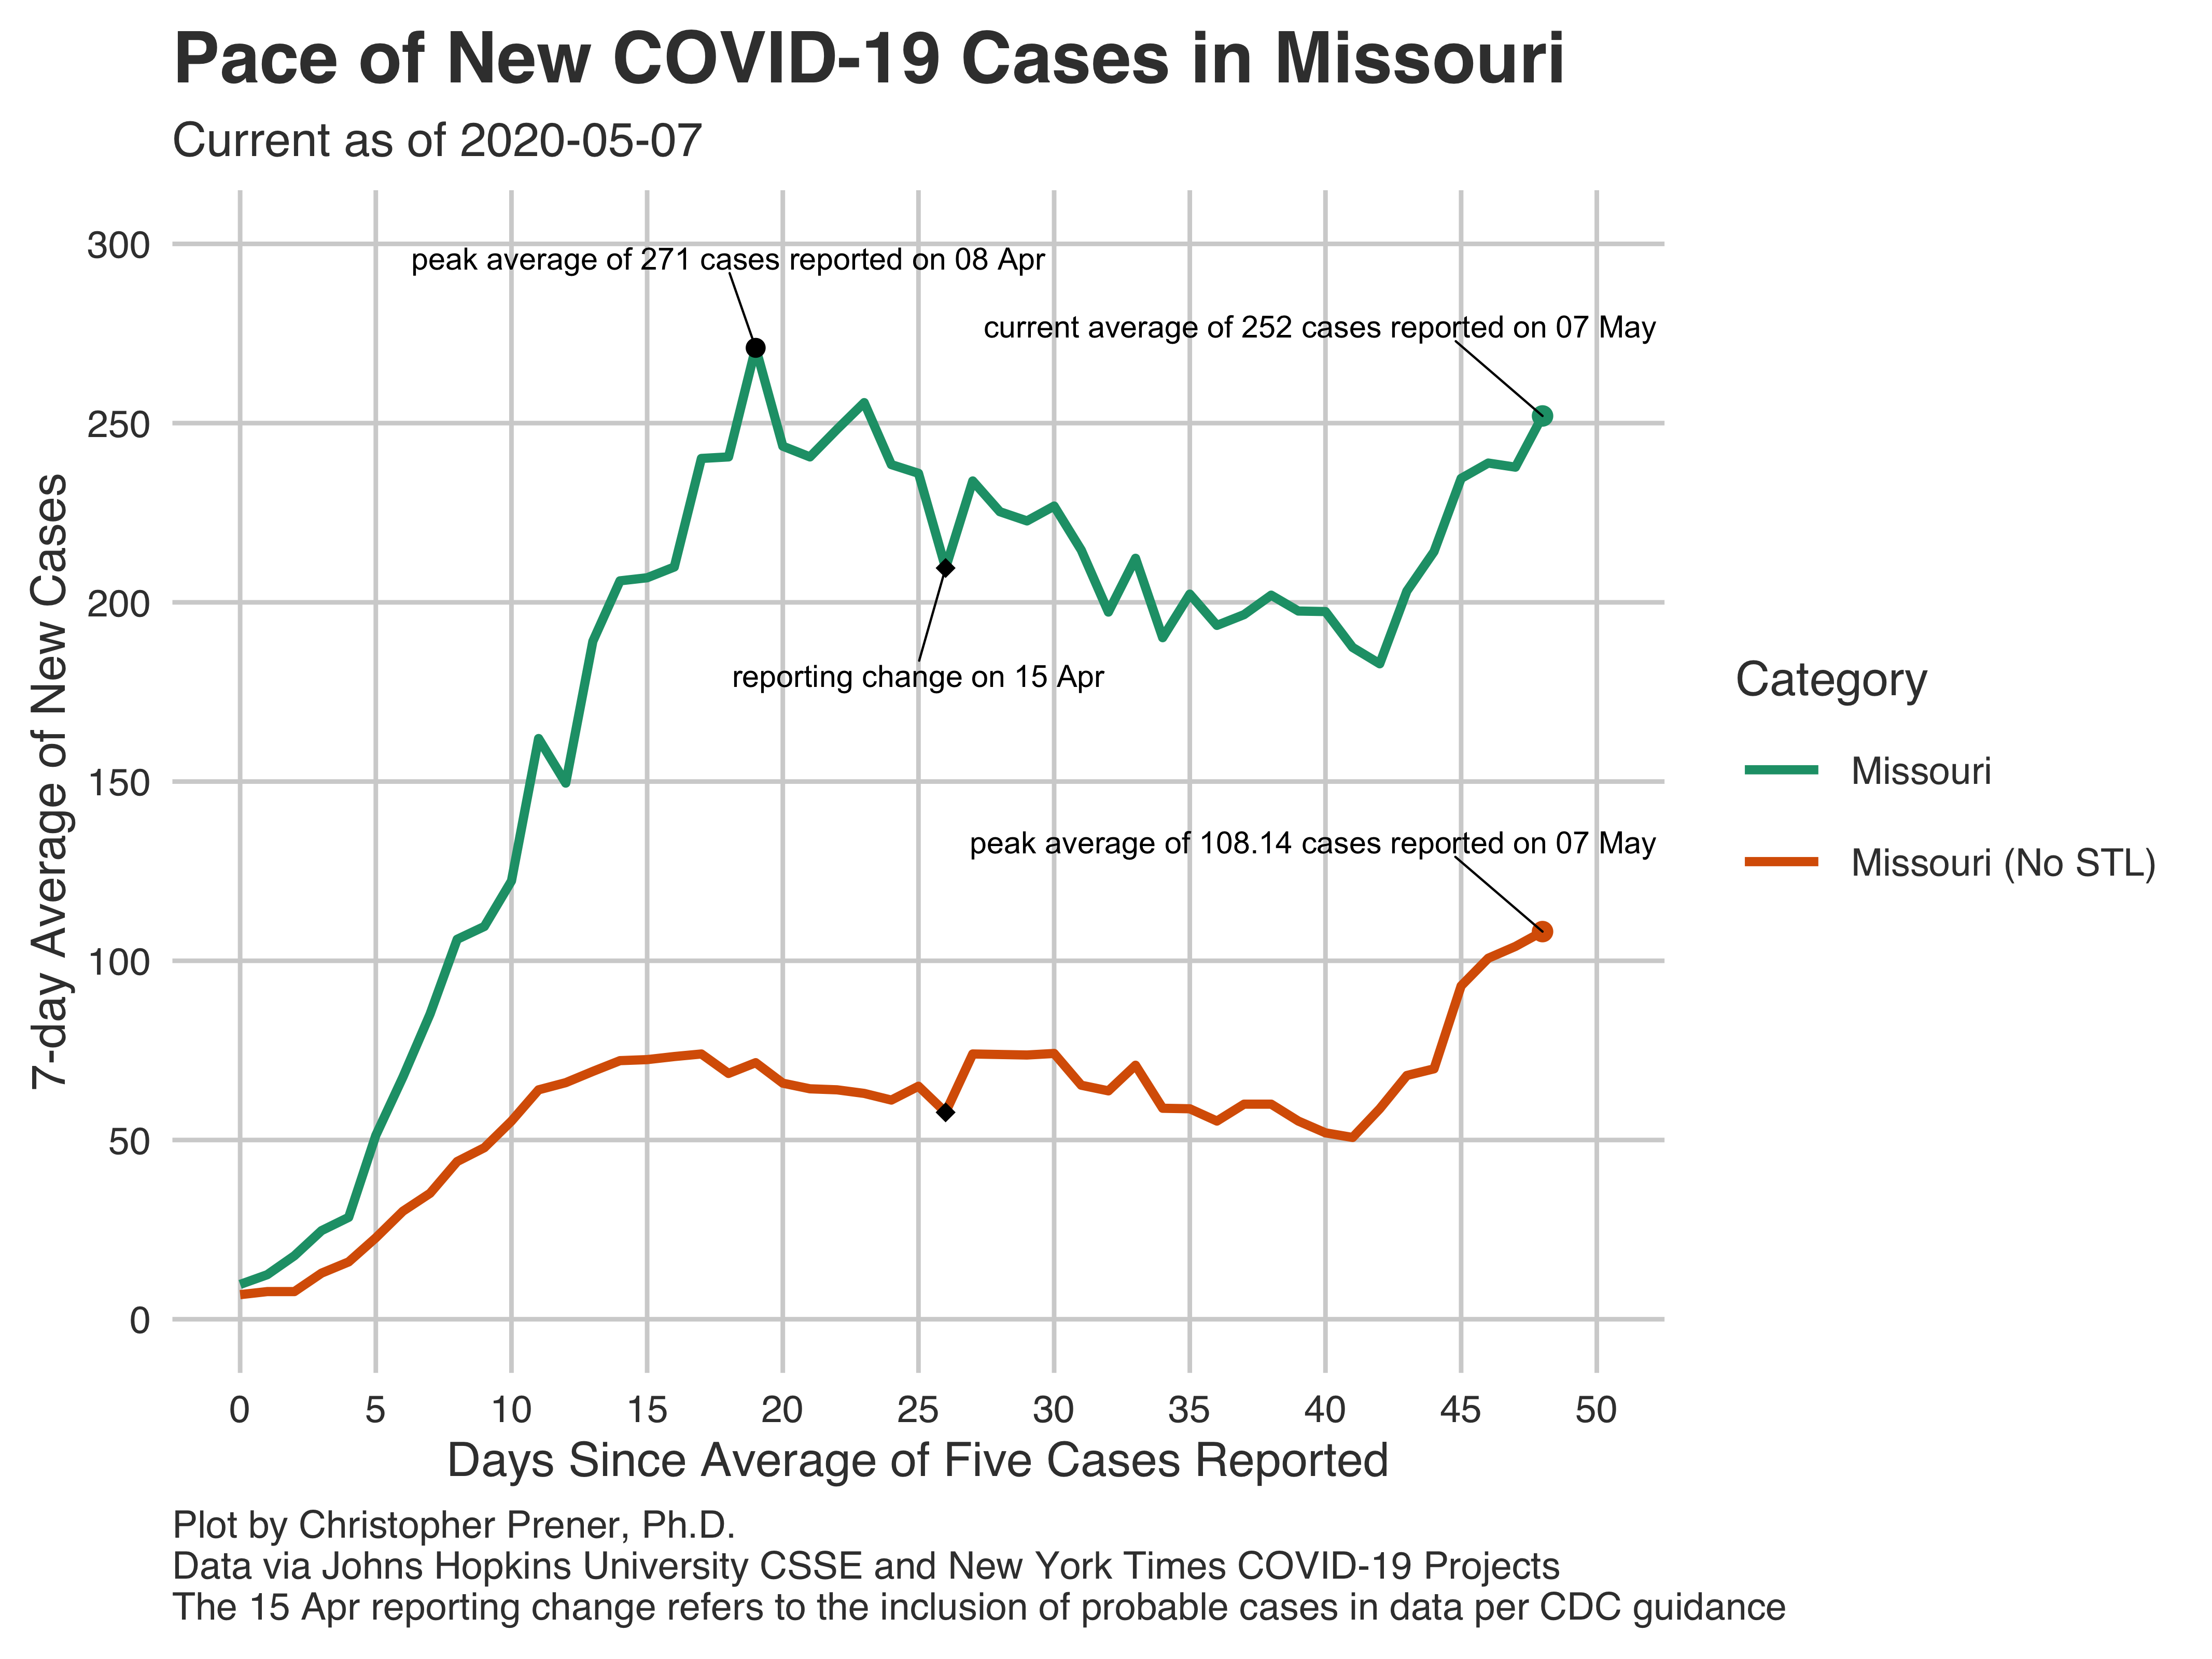 Pace of New COVID-19 Cases in Missouri
Current as of 2020-05-07
300
250
200
150
100
50
0
7-day Average of New Cases
peak average of 271 cases reported on 08 Apr
current average of 252 cases reported on 07 May
reporting change on 15 Apr
peak average of 108.14 cases reported on 07 May
0 5 10 15 20 25 30 35 40 45 50
Days Since Average of Five Cases Reported
Category
Missouri
Missouri (No STL)
Plot by Christopher Prener, Ph.D.
Data via Johns Hopkins University CSSE and New York Times COVID-19 Projects
The 15 Apr reporting change refers to the inclusion of probable cases in data per CDC guidance